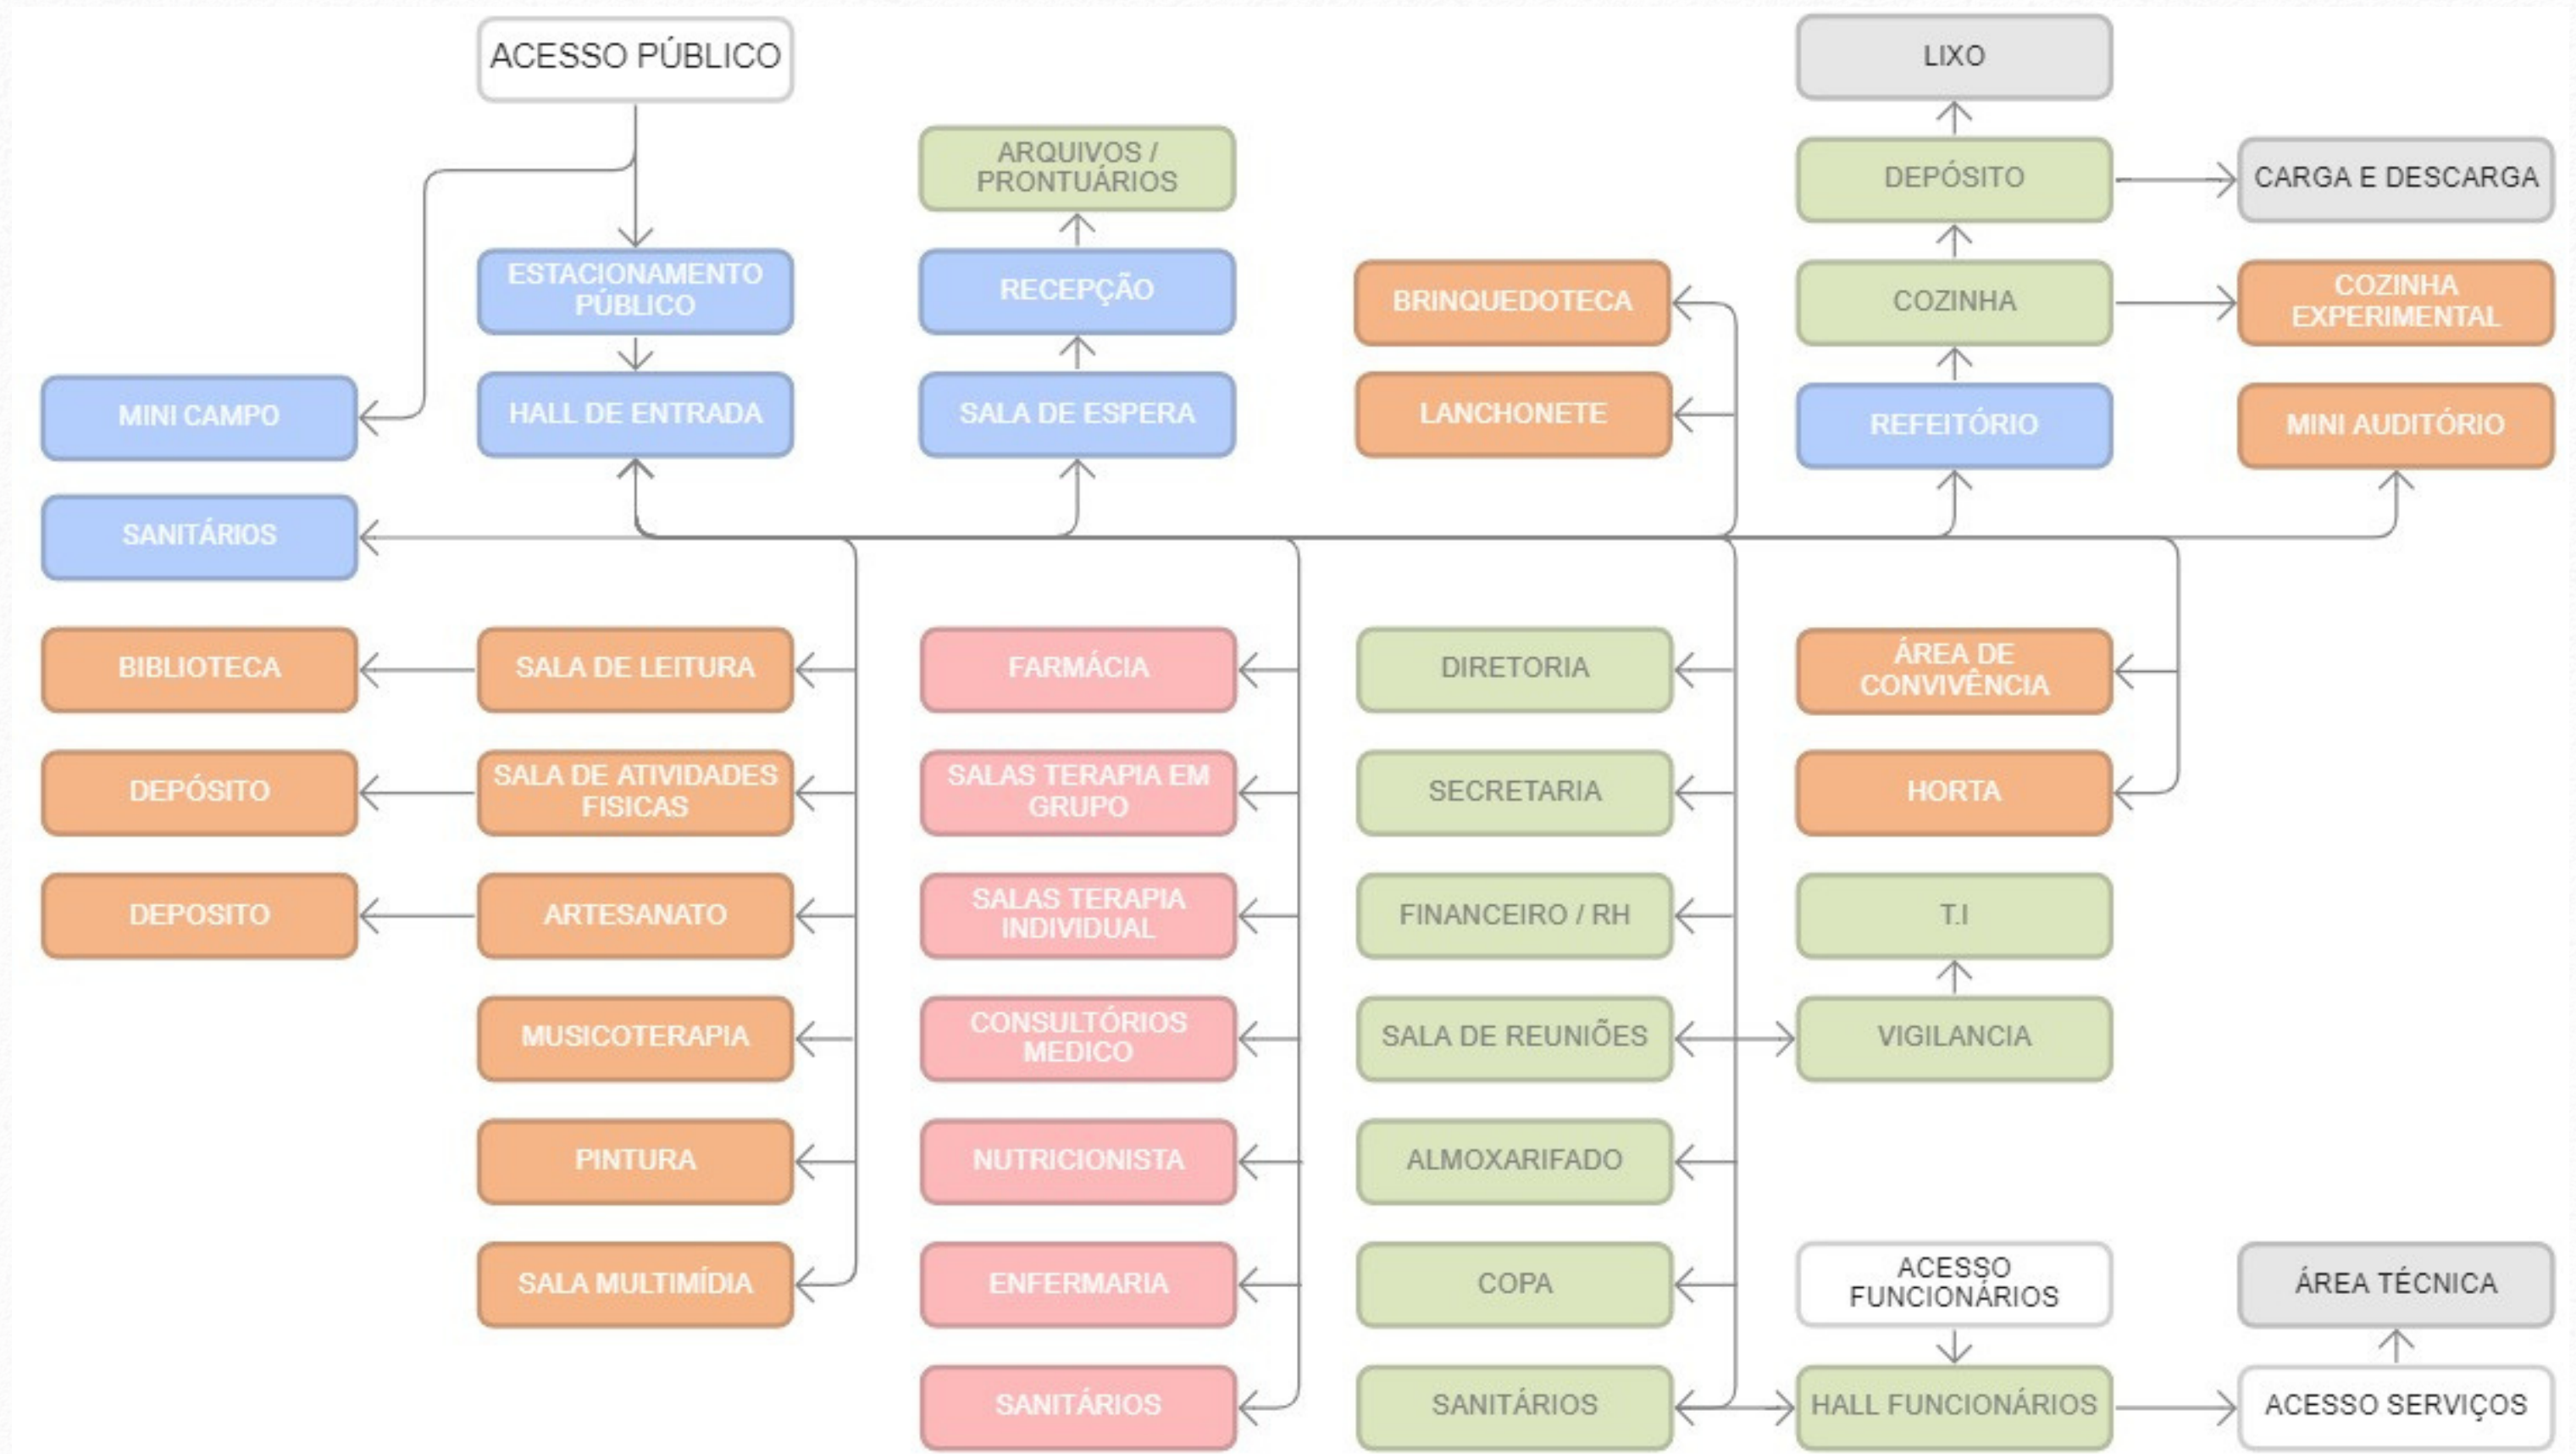 ACESSO PÚBLICO
LIXO
ARQUIVOS /
PRONTUÁRIOS
DEPÓSITO
CARGA E DESCARGA
ESTACIONAMENTO
PÚBLICO
RECEPÇÃO
BRINQUEDOTECA
COZINHA
COZINHA
EXPERIMENTAL
MINI CAMPO
HALL DE ENTRADA
SALA DE ESPERA
LANCHONETE
REFEITÓRIO
MINI AUDITÓRIO
SANITÁRIOS
BIBLIOTECA
SALA DE LEITURA
FARMÁCIA
DIRETORIA
ÁREA DE
CONVIVÊNCIA
DEPÓSITO
SALA DE ATIVIDADES
FISICAS
SALAS TERAPIA EM
GRUPO
SECRETARIA
HORTA
DEPOSITO
ARTESANATO
SALAS TERAPIA
INDIVIDUAL
FINANCEIRO / RH
T.I
MUSICOTERAPIA
CONSULTÓRIOS
MEDICO
SALA DE REUNIÕES
VIGILANCIA
PINTURA
NUTRICIONISTA
ALMOXARIFADO
SALA MULTIMÍDIA
ENFERMARIA
COPA
ACESSO
FUNCIONÁRIOS
ÁREA TÉCNICA
SANITÁRIOS
SANITÁRIOS
HALL FUNCIONÁRIOS
ACESSO SERVIÇOS